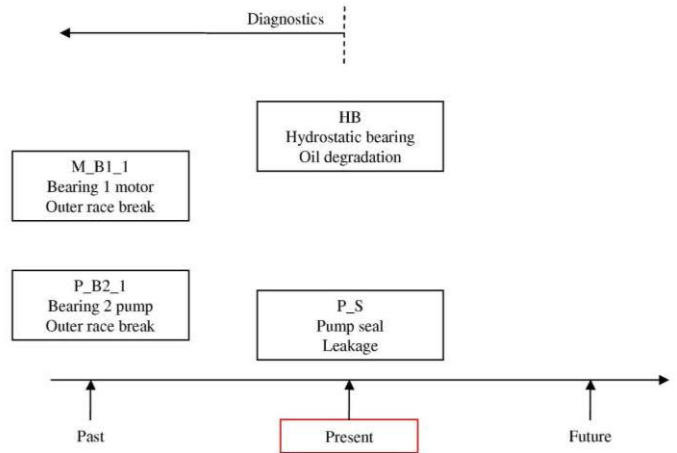 Diagnostics
HB
Hydrostatic bearing
Oil degradation
M_B1_1
Bearing 1 motor
Outer race break
P_B2_1
Bearing 2 pump
Outer race break
P_S
Pump seal
Leakage
Past
Present
Future